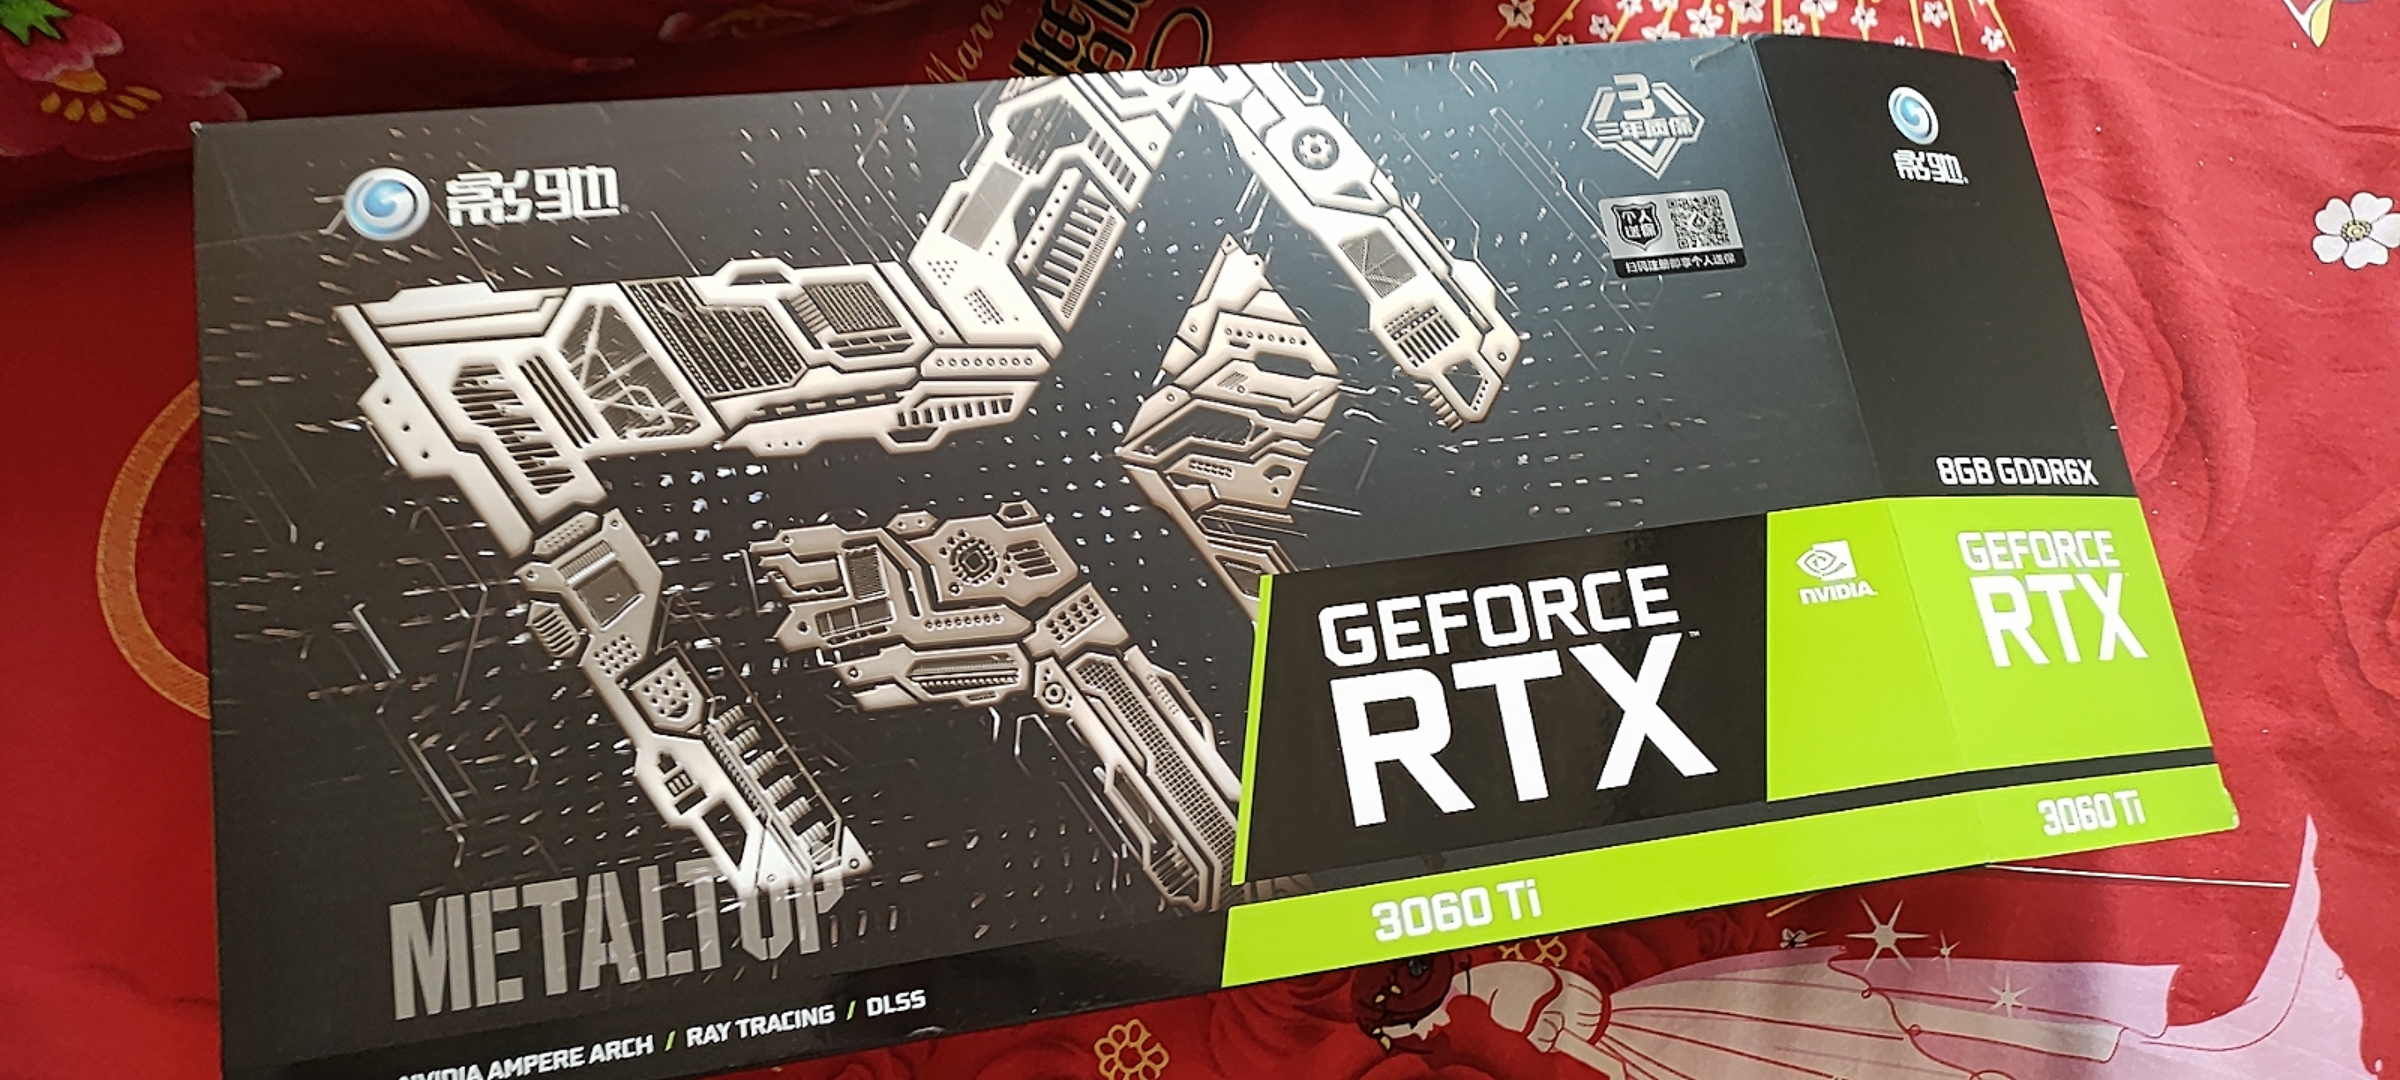 影驰
3
三年质保
个人
送保
扫码注册即享个人送保
影驰
8GB GDDR6X
GEFORCE
RTX™
NVIDIA.
GEFORCE
RTX
3060 Ti
3060 Ti
METALTOP
NVIDIA AMPERE ARCH / RAY TRACING / DLSS